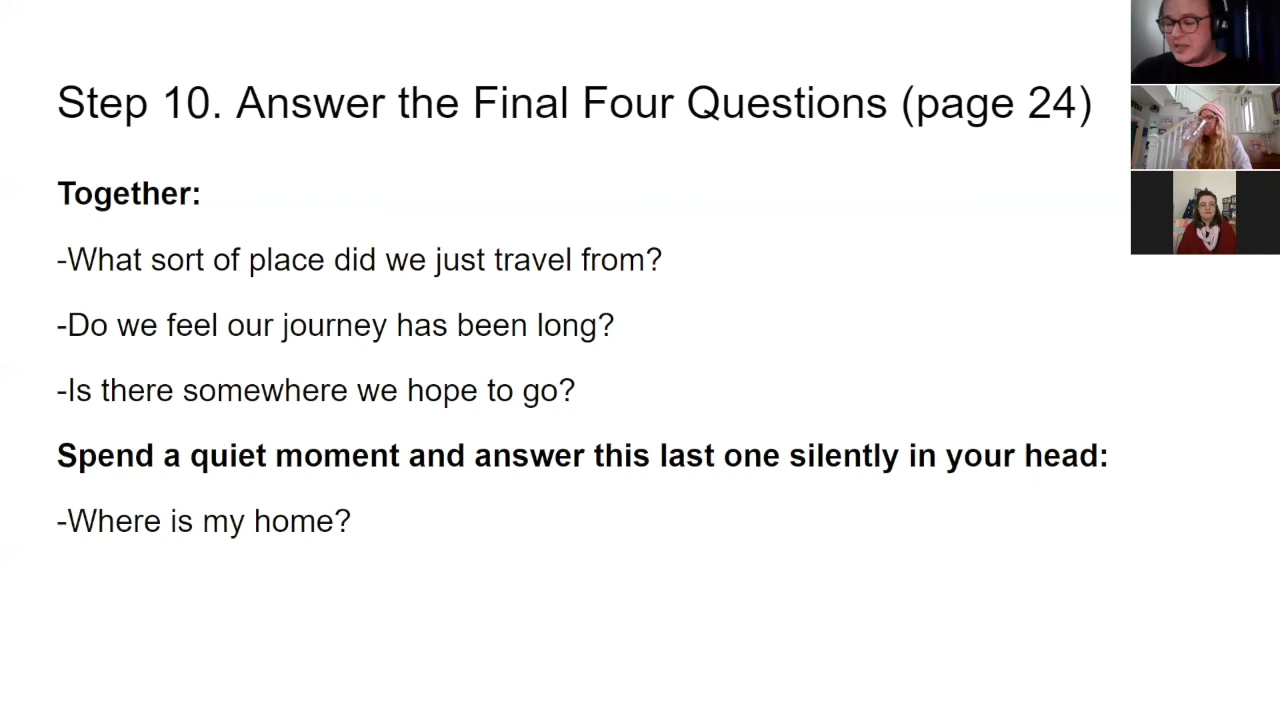 Step 10. Answer the Final Four Questions (page 24)
Together:
-What sort of place did we just travel from?
-Do we feel our journey has been long?
-Is there somewhere we hope to go?
Spend a quiet moment and answer this last one silently in your head:
-Where is my home?